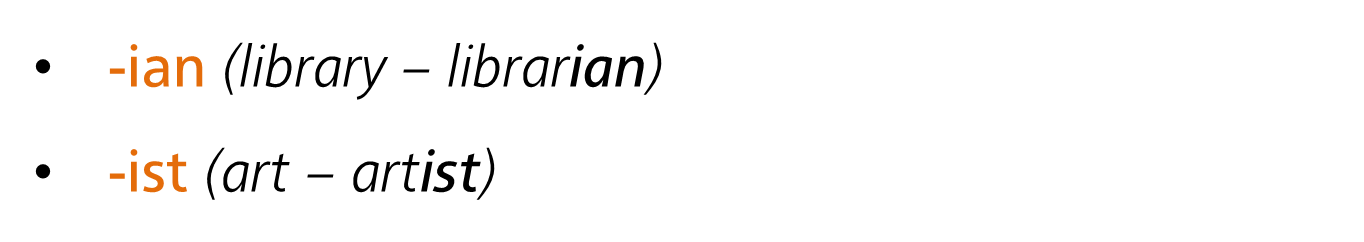 • -ian (library – librarian)
• -ist (art – artist)